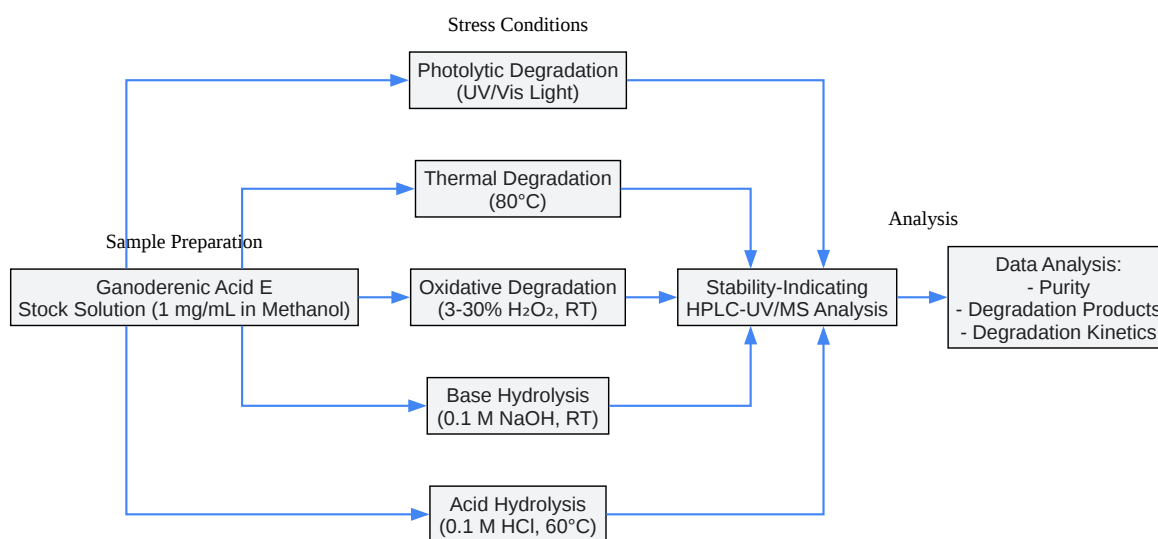 Stress Conditions
Photolytic Degradation
(UV/Vis Light)
Thermal Degradation
(80°C)
Sample Preparation
Analysis
Ganoderenic Acid E
Stock Solution (1 mg/mL in Methanol)
Oxidative Degradation
(3-30% H₂O₂, RT)
Stability-Indicating
HPLC-UV/MS Analysis
Data Analysis:
- Purity
- Degradation Products
- Degradation Kinetics
Base Hydrolysis
(0.1 M NaOH, RT)
Acid Hydrolysis
(0.1 M HCl, 60°C)